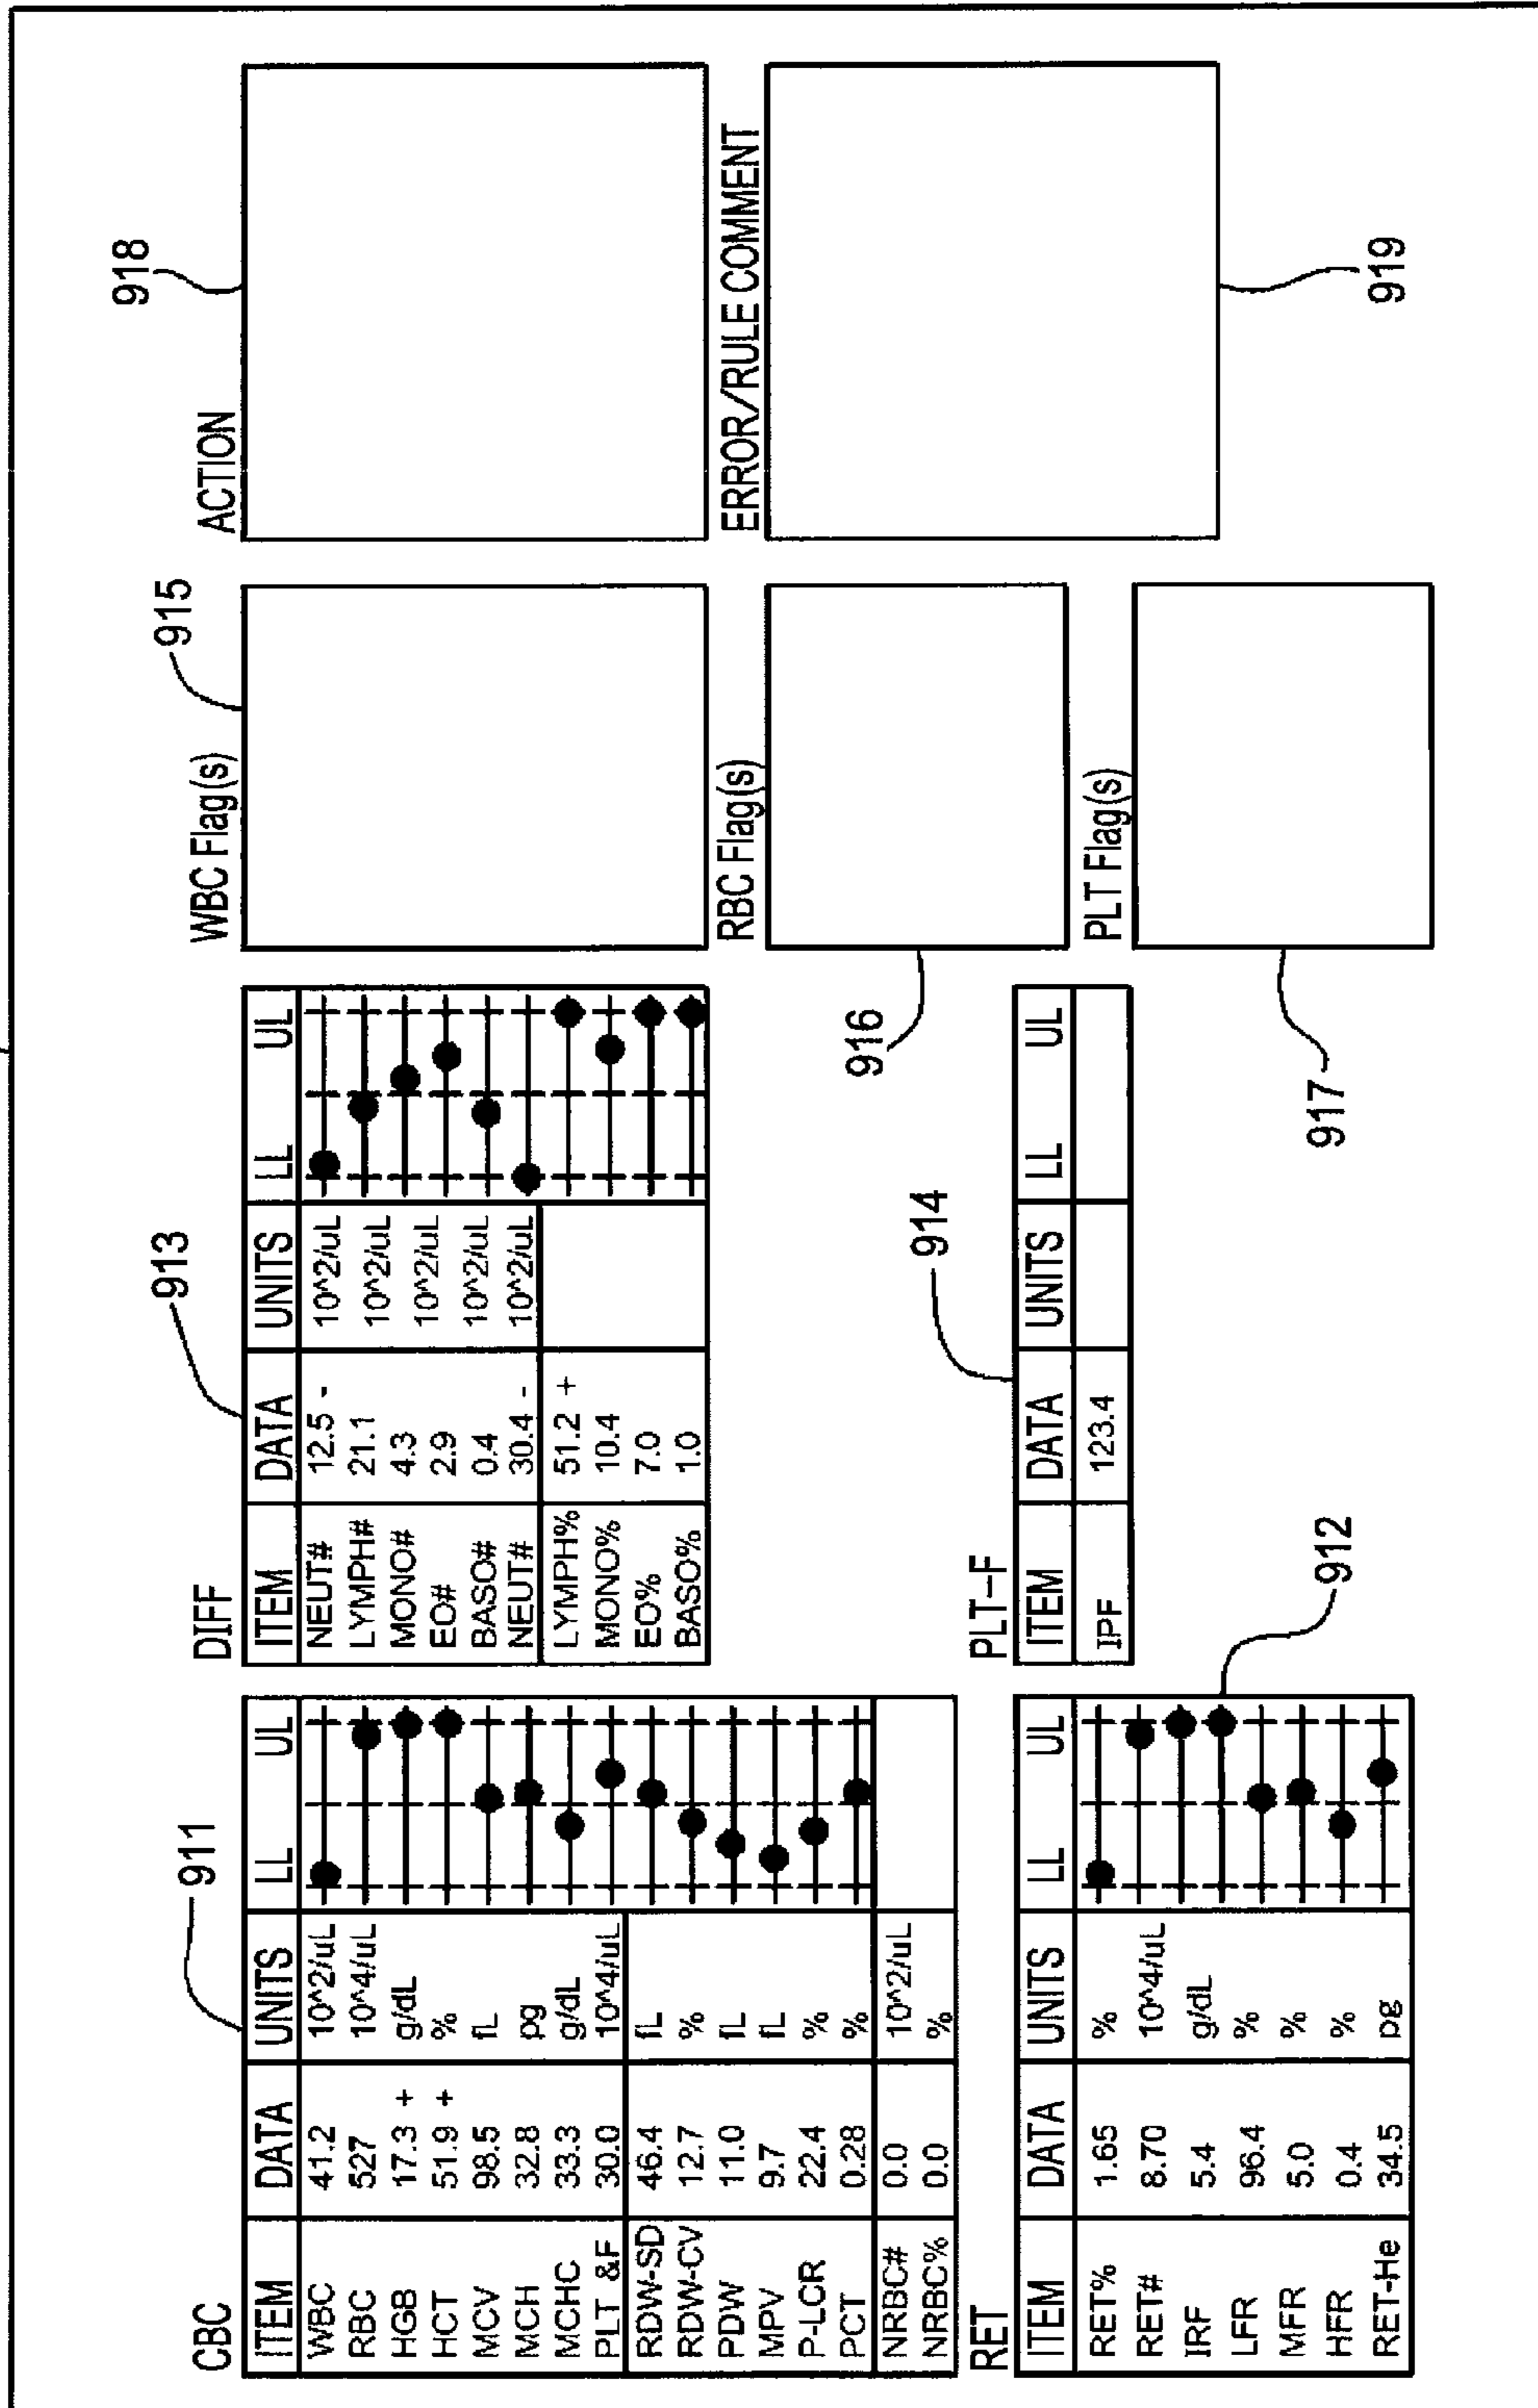 CBC
911
ITEM DATA UNITS LL UL
WBC 41.2 10^2/uL
RBC 527 10^4/uL
HGB 17.3 + g/dL
HCT 51.9 + %
MCV 98.5 fL
MCH 32.8 pg
MCHC 33.3 g/dL
PLT &F 30.0 10^4/uL
RDW-SD 46.4 fL
RDW-CV 12.7 %
PDW 11.0 fL
MPV 9.7 fL
P-LCR 22.4 %
PCT 0.28 %
NRBC# 0.0 10^2/uL
NRBC% 0.0 %
RET
ITEM DATA UNITS LL UL
RET% 1.65 %
RET# 8.70 10^4/uL
IRF 5.4 g/dL
LFR 96.4 %
MFR 5.0 %
HFR 0.4 %
RET-He 34.5 pg
912
DIFF
913
ITEM DATA UNITS LL UL
NEUT# 12.5 - 10^2/uL
LYMPH# 21.1 10^2/uL
MONO# 4.3 10^2/uL
EO# 2.9 10^2/uL
BASO# 0.4 10^2/uL
NEUT# 30.4 - 10^2/uL
LYMPH% 51.2 +
MONO% 10.4
EO% 7.0
BASO% 1.0
PLT-F
914
ITEM DATA UNITS LL UL
IPF 123.4
WBC Flag(s)
915
RBC Flag(s)
916
PLT Flag(s)
917
ACTION
918
ERROR/RULE COMMENT
919